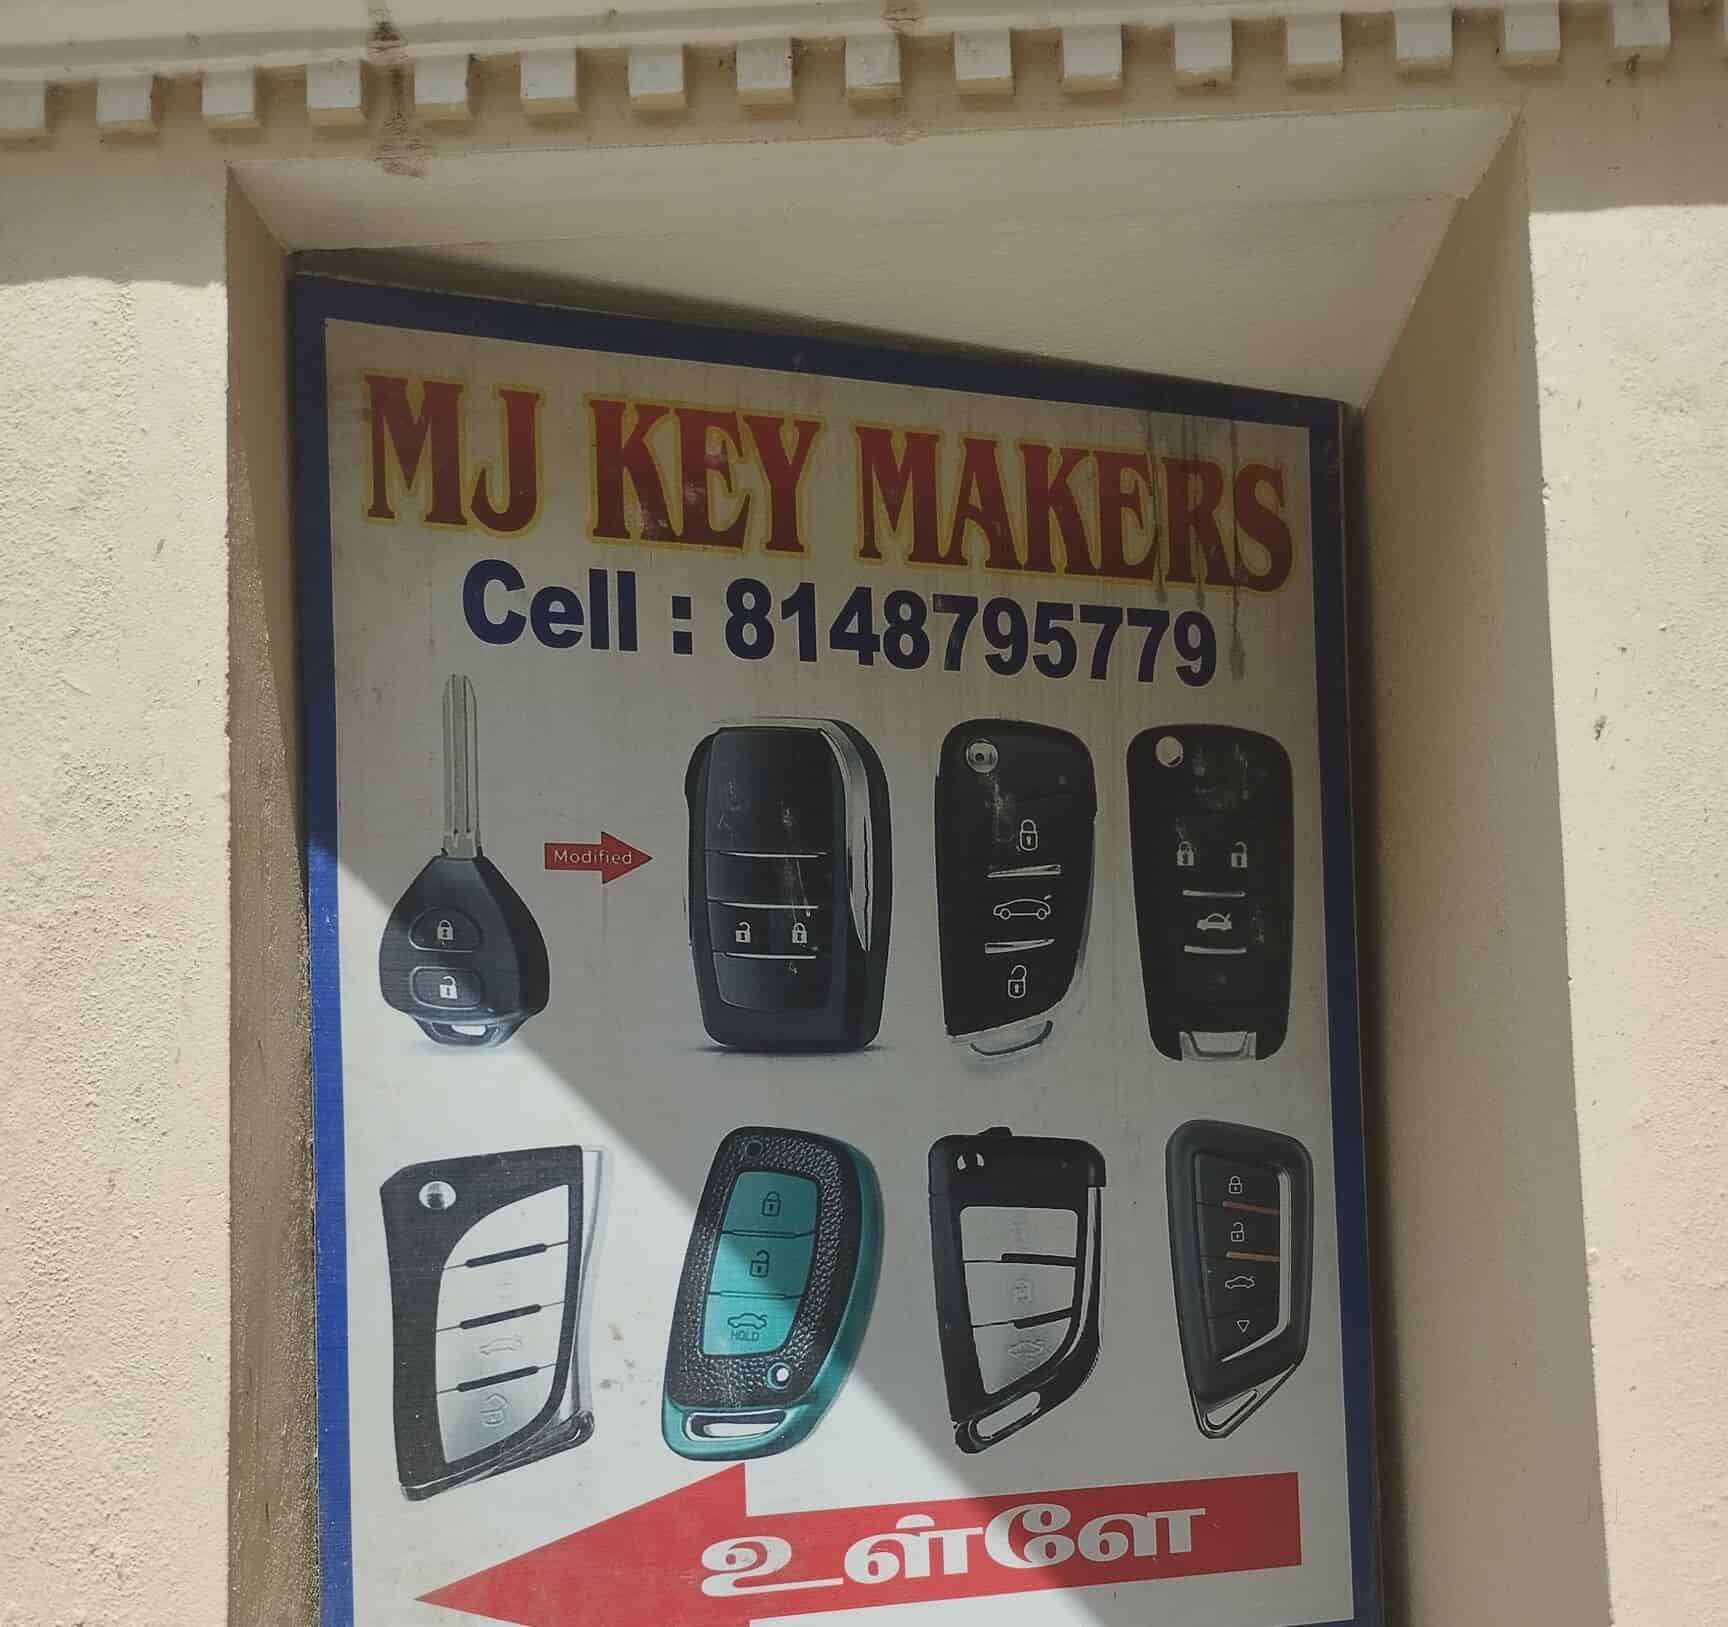 MJ KEY MAKERS
Cell : 8148795779
Modified
HOLD
உள்ளே